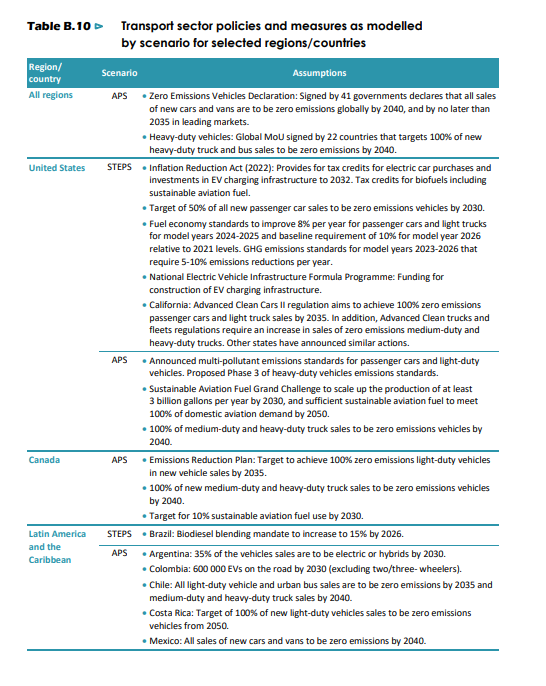 Table B.10 ▷ Transport sector policies and measures as modelled
by scenario for selected regions/countries
Region/
country
Scenario
Assumptions
All regions
APS
• Zero Emissions Vehicles Declaration: Signed by 41 governments declares that all sales
of new cars and vans are to be zero emissions globally by 2040, and by no later than
2035 in leading markets.
• Heavy-duty vehicles: Global MoU signed by 22 countries that targets 100% of new
heavy-duty truck and bus sales to be zero emissions by 2040.
United States
STEPS
• Inflation Reduction Act (2022): Provides for tax credits for electric car purchases and
investments in EV charging infrastructure to 2032. Tax credits for biofuels including
sustainable aviation fuel.
• Target of 50% of all new passenger car sales to be zero emissions vehicles by 2030.
• Fuel economy standards to improve 8% per year for passenger cars and light trucks
for model years 2024-2025 and baseline requirement of 10% for model year 2026
relative to 2021 levels. GHG emissions standards for model years 2023-2026 that
require 5-10% emissions reductions per year.
• National Electric Vehicle Infrastructure Formula Programme: Funding for
construction of EV charging infrastructure.
• California: Advanced Clean Cars II regulation aims to achieve 100% zero emissions
passenger cars and light truck sales by 2035. In addition, Advanced Clean trucks and
fleets regulations require an increase in sales of zero emissions medium-duty and
heavy-duty trucks. Other states have announced similar actions.
APS
• Announced multi-pollutant emissions standards for passenger cars and light-duty
vehicles. Proposed Phase 3 of heavy-duty vehicles emissions standards.
• Sustainable Aviation Fuel Grand Challenge to scale up the production of at least
3 billion gallons per year by 2030, and sufficient sustainable aviation fuel to meet
100% of domestic aviation demand by 2050.
• 100% of medium-duty and heavy-duty truck sales to be zero emissions vehicles by
2040.
Canada
APS
• Emissions Reduction Plan: Target to achieve 100% zero emissions light-duty vehicles
in new vehicle sales by 2035.
• 100% of new medium-duty and heavy-duty truck sales to be zero emissions vehicles
by 2040.
• Target for 10% sustainable aviation fuel use by 2030.
Latin America
and the
Caribbean
STEPS
• Brazil: Biodiesel blending mandate to increase to 15% by 2026.
APS
• Argentina: 35% of the vehicles sales are to be electric or hybrids by 2030.
• Colombia: 600 000 EVs on the road by 2030 (excluding two/three- wheelers).
• Chile: All light-duty vehicle and urban bus sales are to be zero emissions by 2035 and
medium-duty and heavy-duty truck sales by 2040.
• Costa Rica: Target of 100% of new light-duty vehicles sales to be zero emissions
vehicles from 2050.
• Mexico: All sales of new cars and vans to be zero emissions by 2040.